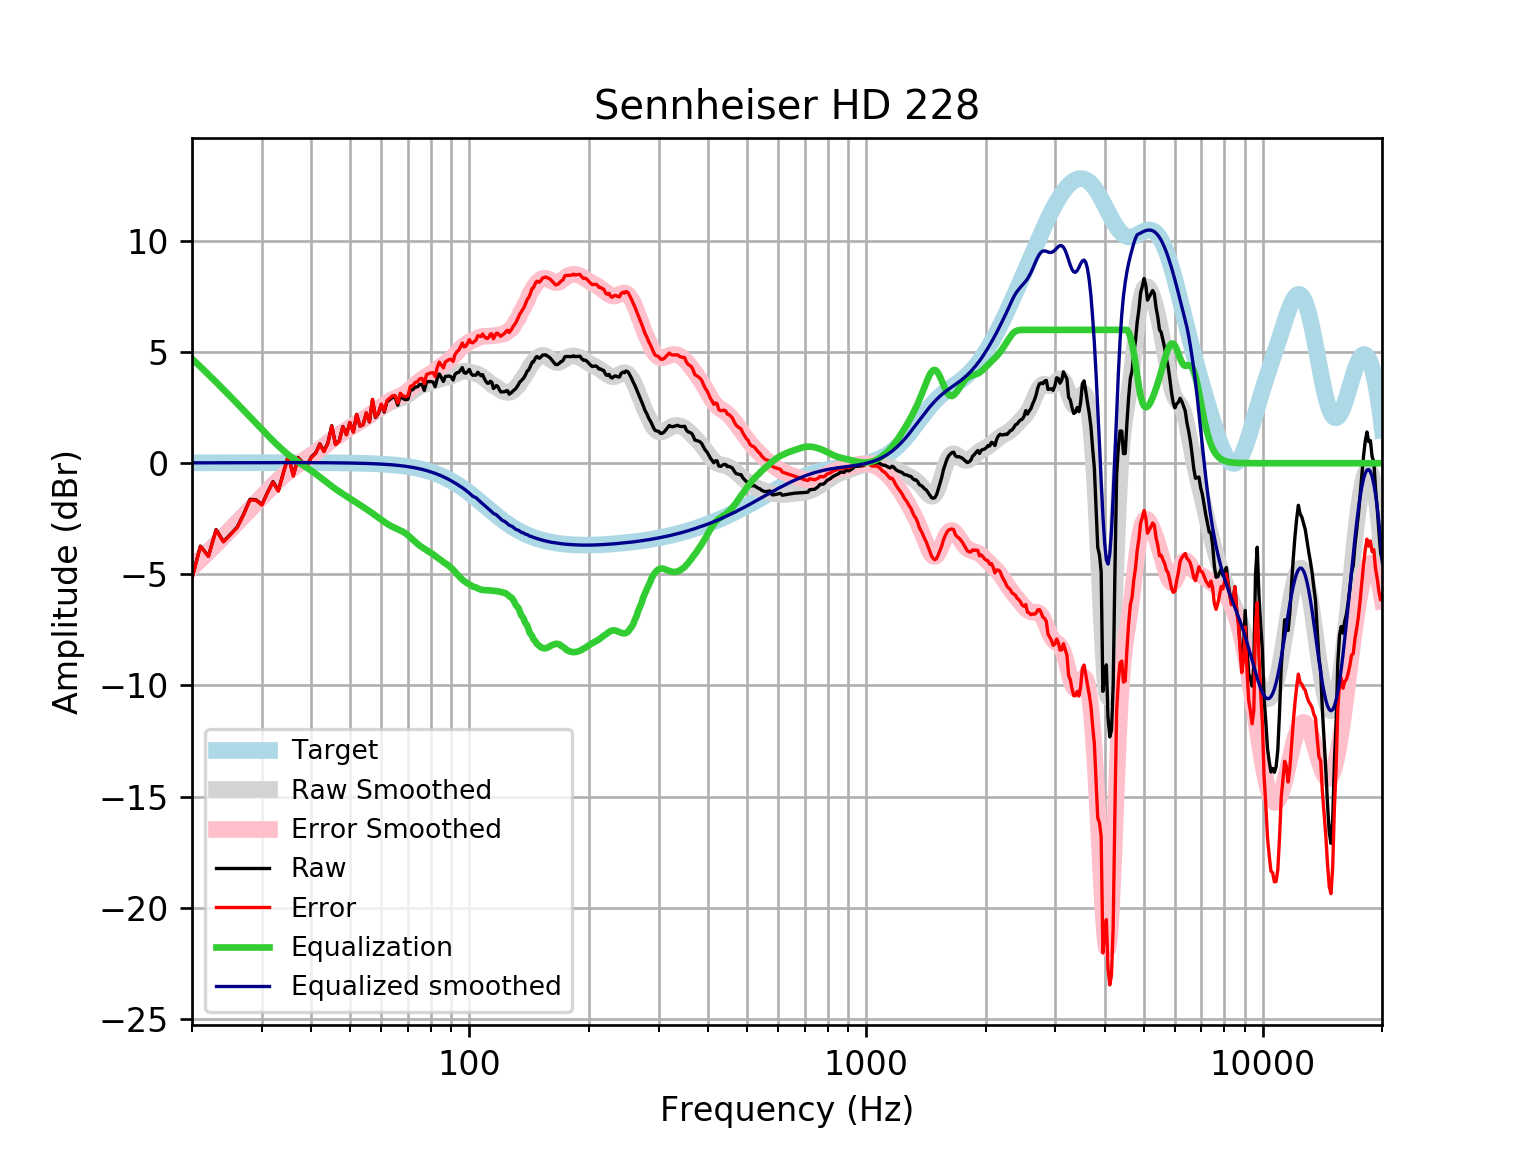 Sennheiser HD 228
Amplitude (dBr)
10
5
0
−5
−10
−15
−20
−25
Target
Raw Smoothed
Error Smoothed
Raw
Error
Equalization
Equalized smoothed
100
1000
10000
Frequency (Hz)